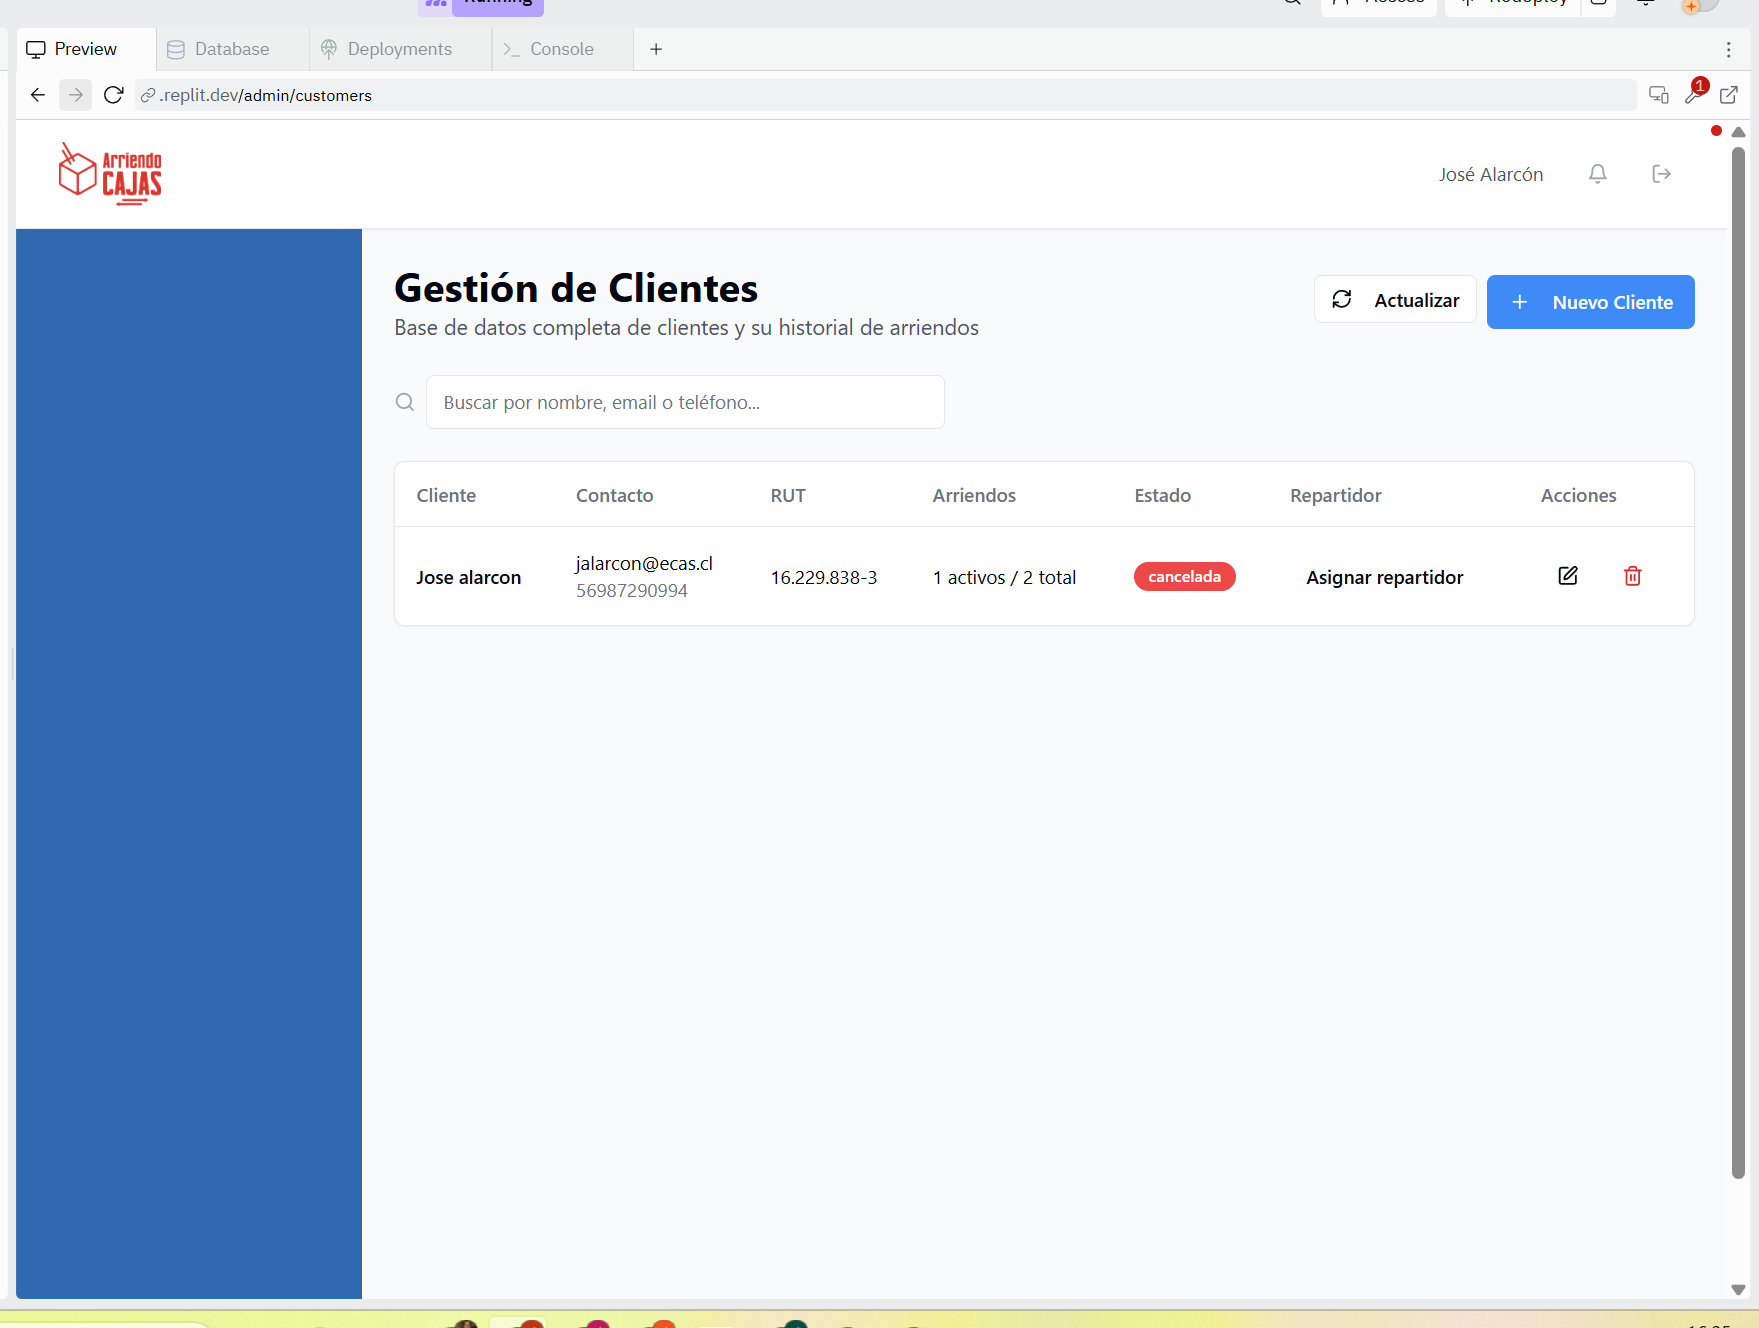 Running
Access
Redeploy
Preview
Database
Deployments
Console
.replit.dev/admin/customers
1
Arriendo
CAJAS
José Alarcón
Gestión de Clientes
Base de datos completa de clientes y su historial de arriendos
Actualizar
+ Nuevo Cliente
Buscar por nombre, email o teléfono...
Cliente Contacto RUT Arriendos Estado Repartidor Acciones
Jose alarcon jalarcon@ecas.cl 16.229.838-3 1 activos / 2 total cancelada Asignar repartidor
56987290994